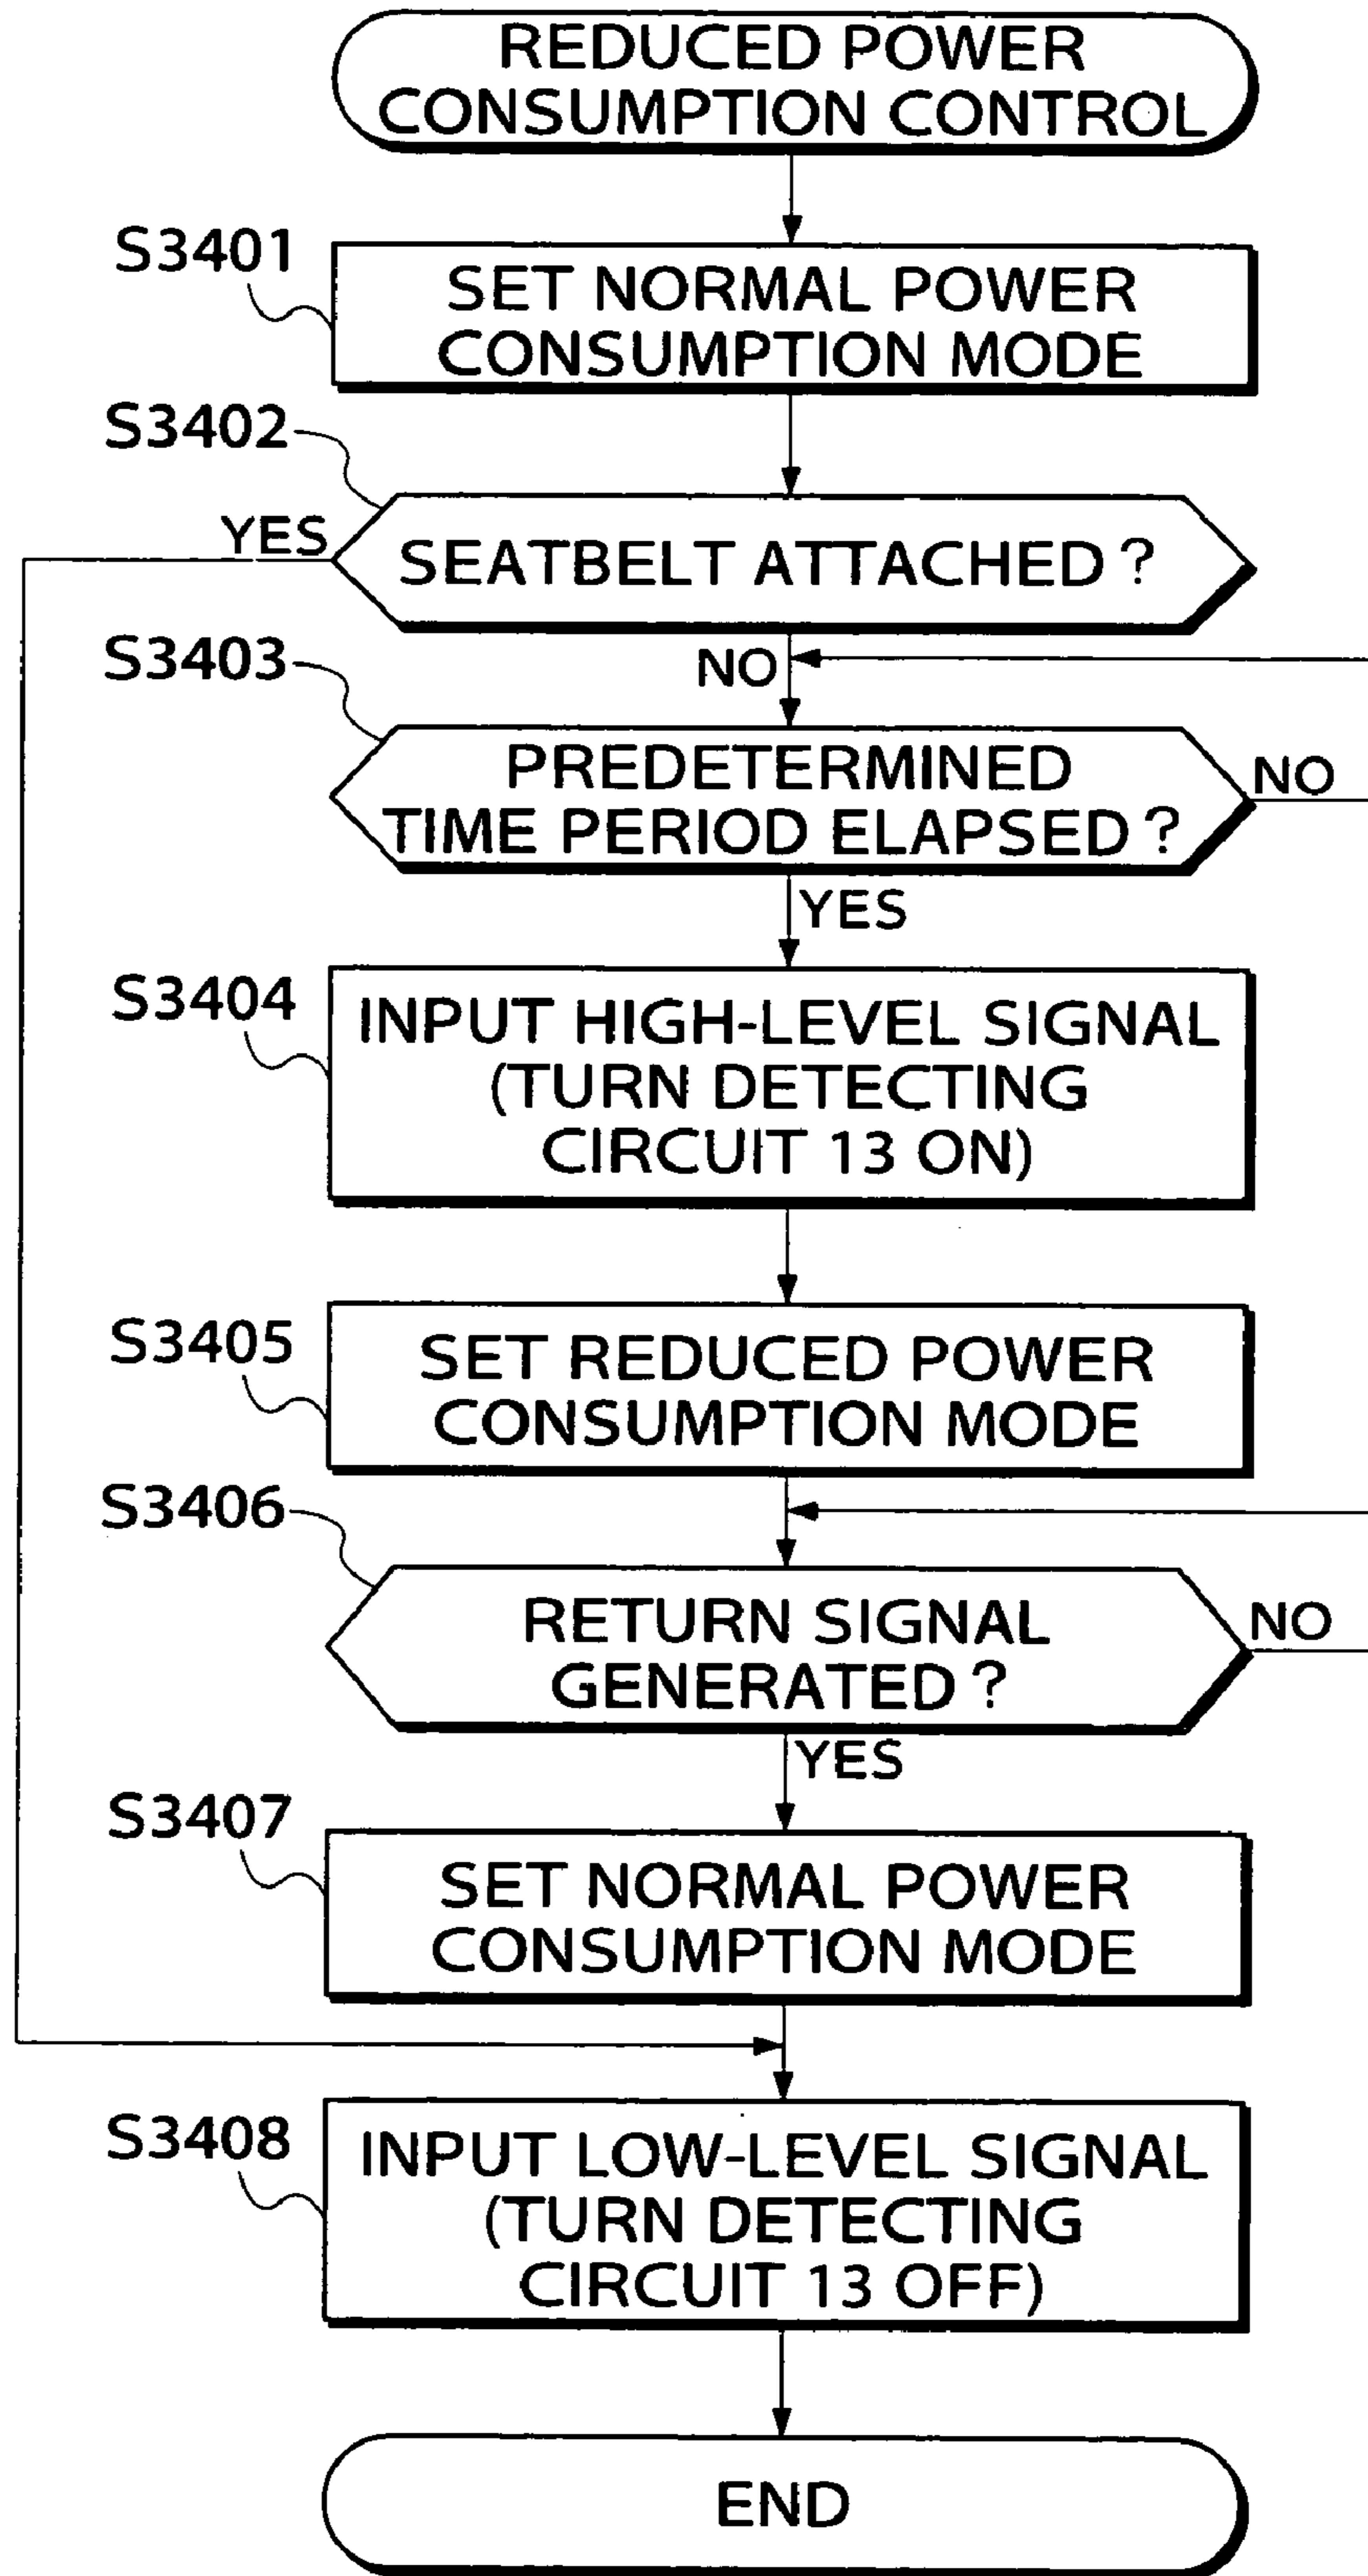 REDUCED POWER
CONSUMPTION CONTROL
S3401
SET NORMAL POWER
CONSUMPTION MODE
S3402
YES
SEATBELT ATTACHED?
NO
S3403
PREDETERMINED
TIME PERIOD ELAPSED?
NO
YES
S3404
INPUT HIGH-LEVEL SIGNAL
(TURN DETECTING
CIRCUIT 13 ON)
S3405
SET REDUCED POWER
CONSUMPTION MODE
S3406
RETURN SIGNAL
GENERATED?
NO
YES
S3407
SET NORMAL POWER
CONSUMPTION MODE
S3408
INPUT LOW-LEVEL SIGNAL
(TURN DETECTING
CIRCUIT 13 OFF)
END